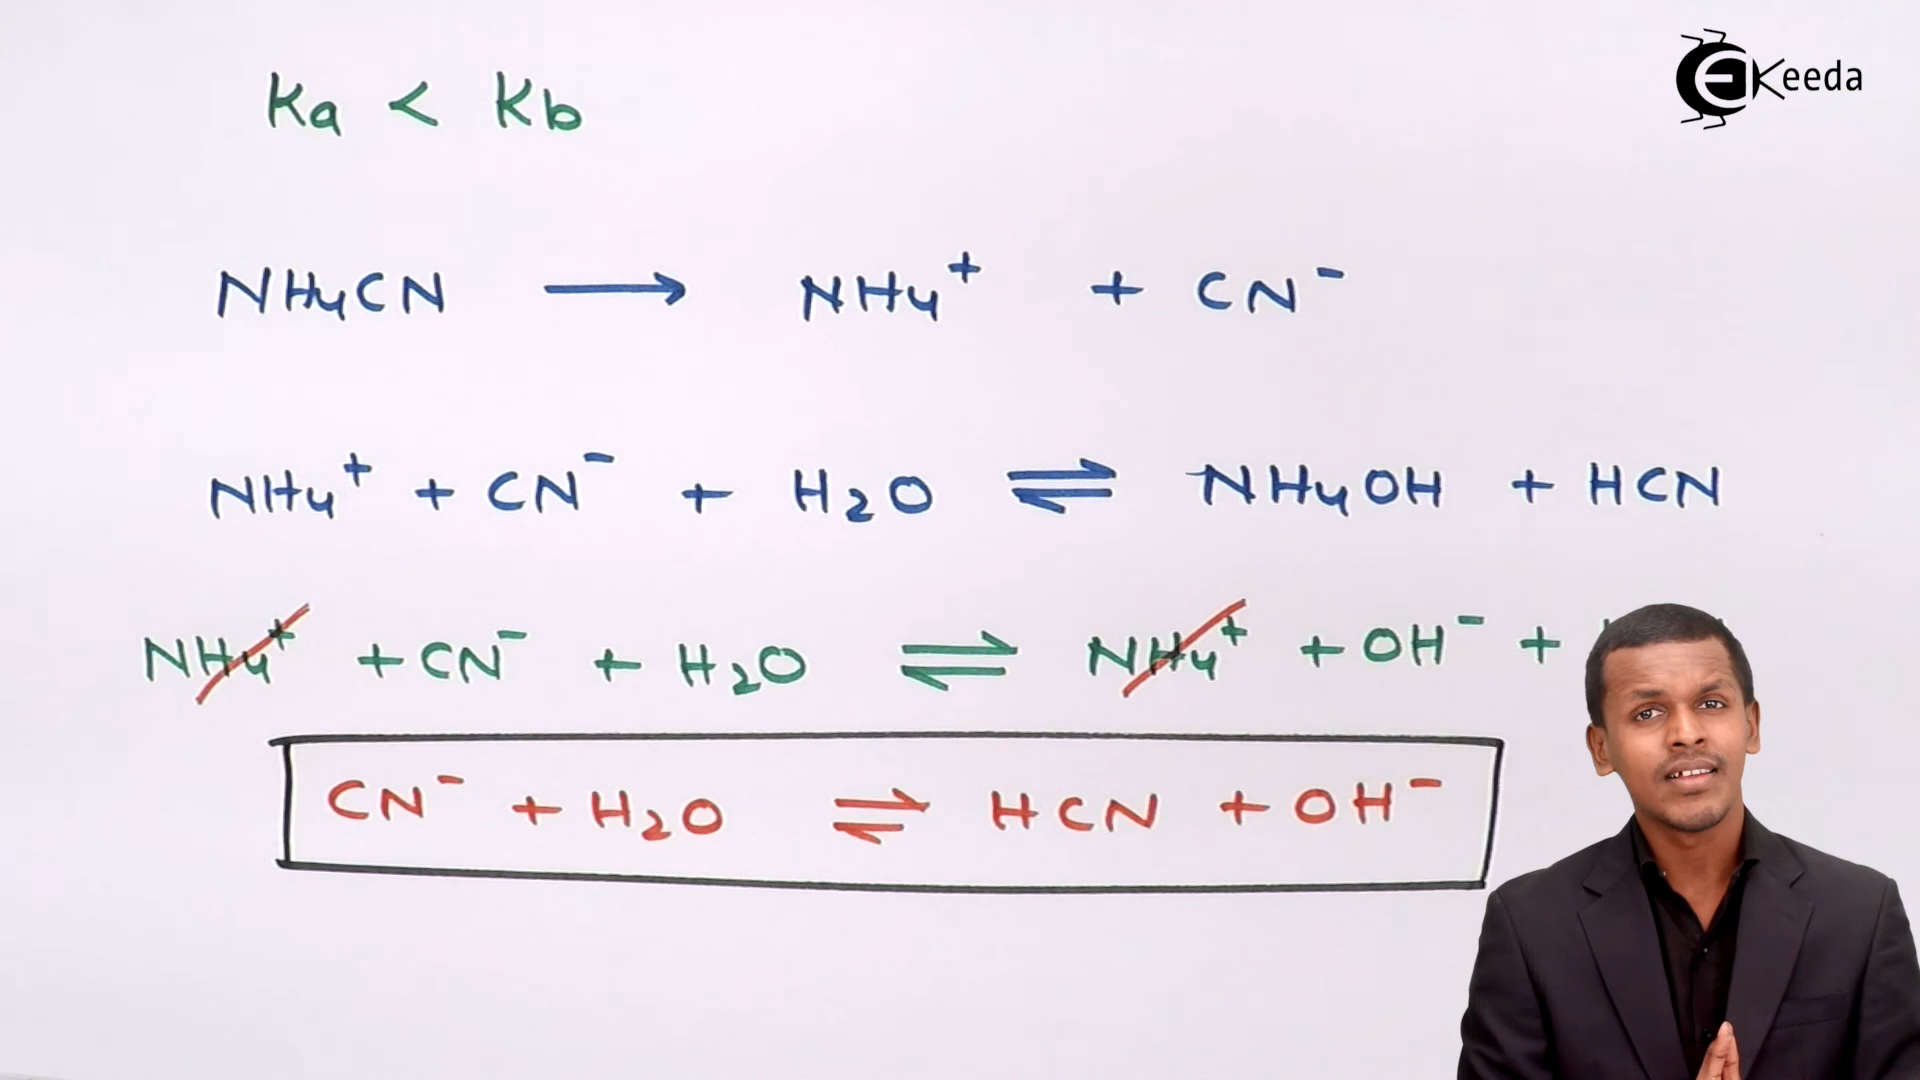 Ka < Kb
EKeeda
NH4CN ⟶ NH4⁺ + CN⁻
NH4⁺ + CN⁻ + H2O ⇌ NH4OH + HCN
NH4⁺ + CN⁻ + H2O ⇌ NH4⁺ + OH⁻ +
CN⁻ + H2O ⇌ HCN + OH⁻